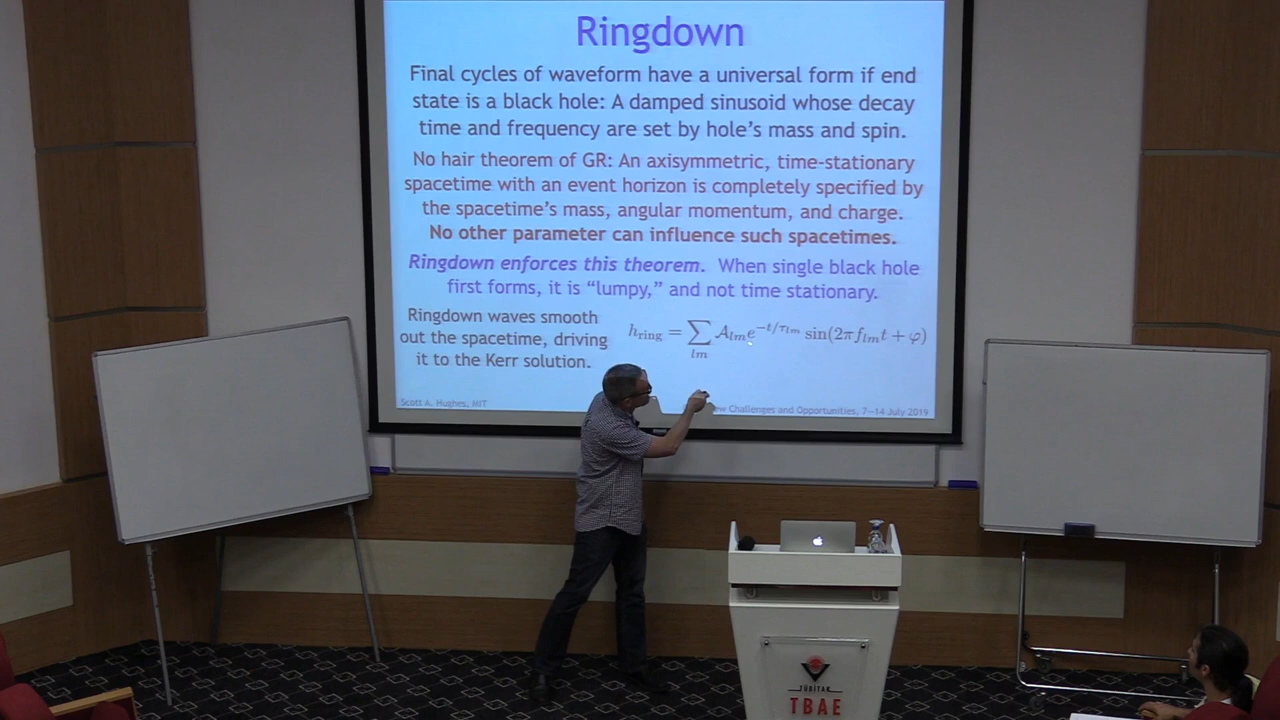 Ringdown
Final cycles of waveform have a universal form if end
state is a black hole: A damped sinusoid whose decay
time and frequency are set by hole's mass and spin.
No hair theorem of GR: An axisymmetric, time-stationary
spacetime with an event horizon is completely specified by
the spacetime's mass, angular momentum, and charge.
No other parameter can influence such spacetimes.
Ringdown enforces this theorem. When single black hole
first forms, it is "lumpy," and not time stationary.
Ringdown waves smooth
out the spacetime, driving
it to the Kerr solution.
h_ring = ∑_lm A_lm e^{−t/τ_lm} sin(2πf_lm t + φ)
Scott A. Hughes, MIT
Challenges and Opportunities, 7–14 July 2019
TÜBİTAK
TBAE